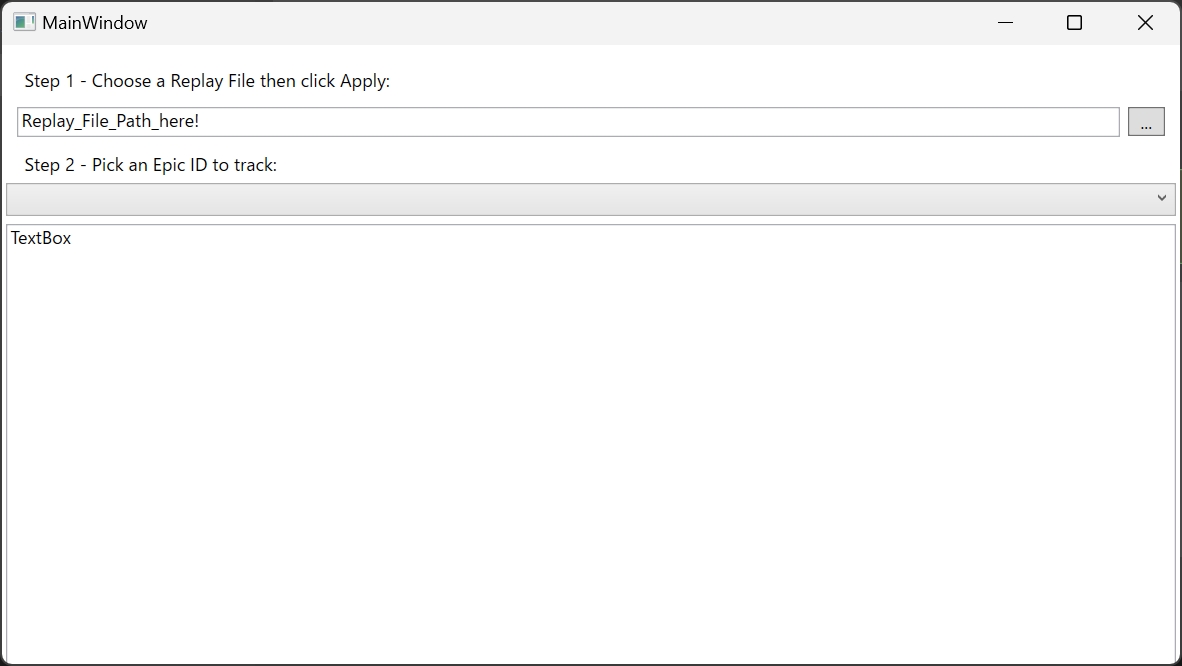 MainWindow
Step 1 - Choose a Replay File then click Apply:
Replay_File_Path_here!
...
Step 2 - Pick an Epic ID to track:
TextBox